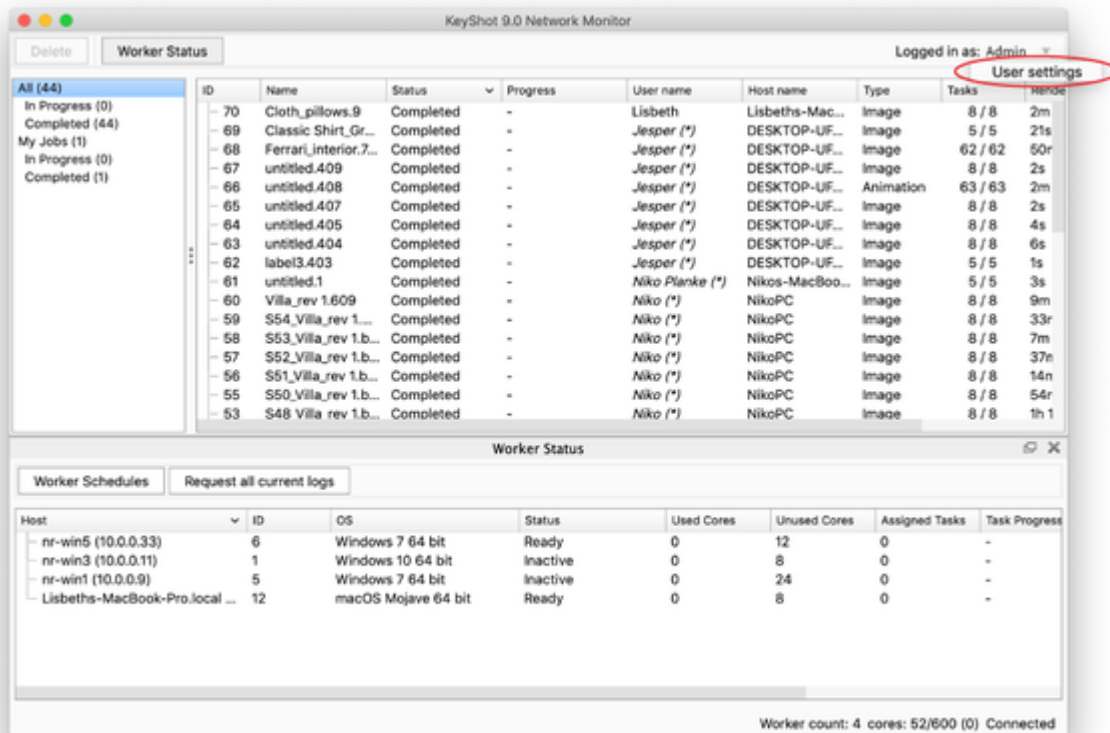 KeyShot 9.0 Network Monitor
Delete Worker Status Logged in as: Admin
User settings
All (44)
In Progress (0)
Completed (44)
My Jobs (1)
In Progress (0)
Completed (1)
ID Name Status Progress User name Host name Type Tasks Rende
70 Cloth_pillows.9 Completed - Lisbeth Lisbeths-Mac... Image 8 / 8 2m
69 Classic Shirt_Gr... Completed - Jesper (*) DESKTOP-UF... Image 5 / 5 21s
68 Ferrari_interior.7... Completed - Jesper (*) DESKTOP-UF... Image 62 / 62 50r
67 untitled.409 Completed - Jesper (*) DESKTOP-UF... Image 8 / 8 2s
66 untitled.408 Completed - Jesper (*) DESKTOP-UF... Animation 63 / 63 2m
65 untitled.407 Completed - Jesper (*) DESKTOP-UF... Image 8 / 8 2s
64 untitled.405 Completed - Jesper (*) DESKTOP-UF... Image 8 / 8 4s
63 untitled.404 Completed - Jesper (*) DESKTOP-UF... Image 8 / 8 6s
62 label3.403 Completed - Jesper (*) DESKTOP-UF... Image 5 / 5 1s
61 untitled.1 Completed - Niko Planke (*) Nikos-MacBoo... Image 5 / 5 3s
60 Villa_rev 1.609 Completed - Niko (*) NikoPC Image 8 / 8 9m
59 S54_Villa_rev 1.... Completed - Niko (*) NikoPC Image 8 / 8 33r
58 S53_Villa_rev 1.b... Completed - Niko (*) NikoPC Image 8 / 8 7m
57 S52_Villa_rev 1.b... Completed - Niko (*) NikoPC Image 8 / 8 37n
56 S51_Villa_rev 1.b... Completed - Niko (*) NikoPC Image 8 / 8 14n
55 S50_Villa_rev 1.b... Completed - Niko (*) NikoPC Image 8 / 8 54r
53 S48 Villa rev 1.b... Completed - Niko (*) NikoPC Image 8 / 8 1h 1
Worker Status
Worker Schedules Request all current logs
Host ID OS Status Used Cores Unused Cores Assigned Tasks Task Progress
nr-win5 (10.0.0.33) 6 Windows 7 64 bit Ready 0 12 0 -
nr-win3 (10.0.0.11) 1 Windows 10 64 bit Inactive 0 8 0 -
nr-win1 (10.0.0.9) 5 Windows 7 64 bit Inactive 0 24 0 -
Lisbeths-MacBook-Pro.local ... 12 macOS Mojave 64 bit Ready 0 8 0 -
Worker count: 4 cores: 52/600 (0) Connected